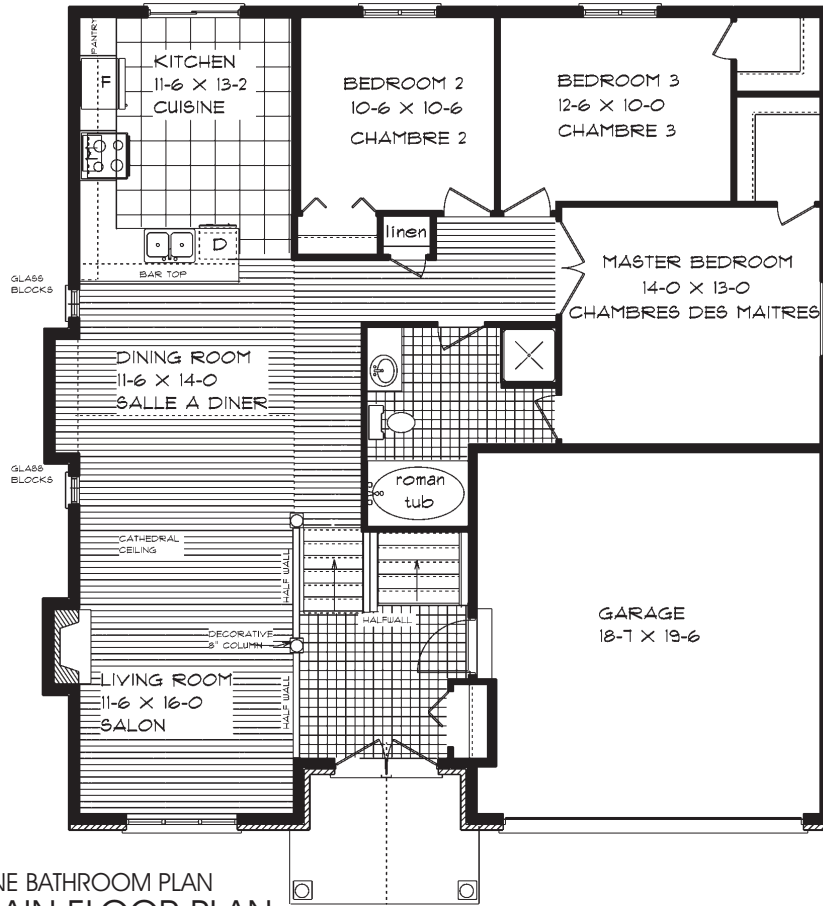 PANTRY
KITCHEN
11-6 X 13-2
CUISINE
F
BEDROOM 2
10-6 X 10-6
CHAMBRE 2
BEDROOM 3
12-6 X 10-0
CHAMBRE 3
linen
D
BAR TOP
MASTER BEDROOM
14-0 X 13-0
CHAMBRES DES MAITRES
GLASS
BLOCKS
DINING ROOM
11-6 X 14-0
SALLE A DINER
GLASS
BLOCKS
roman
tub
CATHEDRAL
CEILING
HALF WALL
HALFWALL
DECORATIVE
8" COLUMN
GARAGE
18-7 X 19-6
LIVING ROOM
11-6 X 16-0
SALON
HALF WALL
NE BATHROOM PLAN
AIN FLOOR PLAN